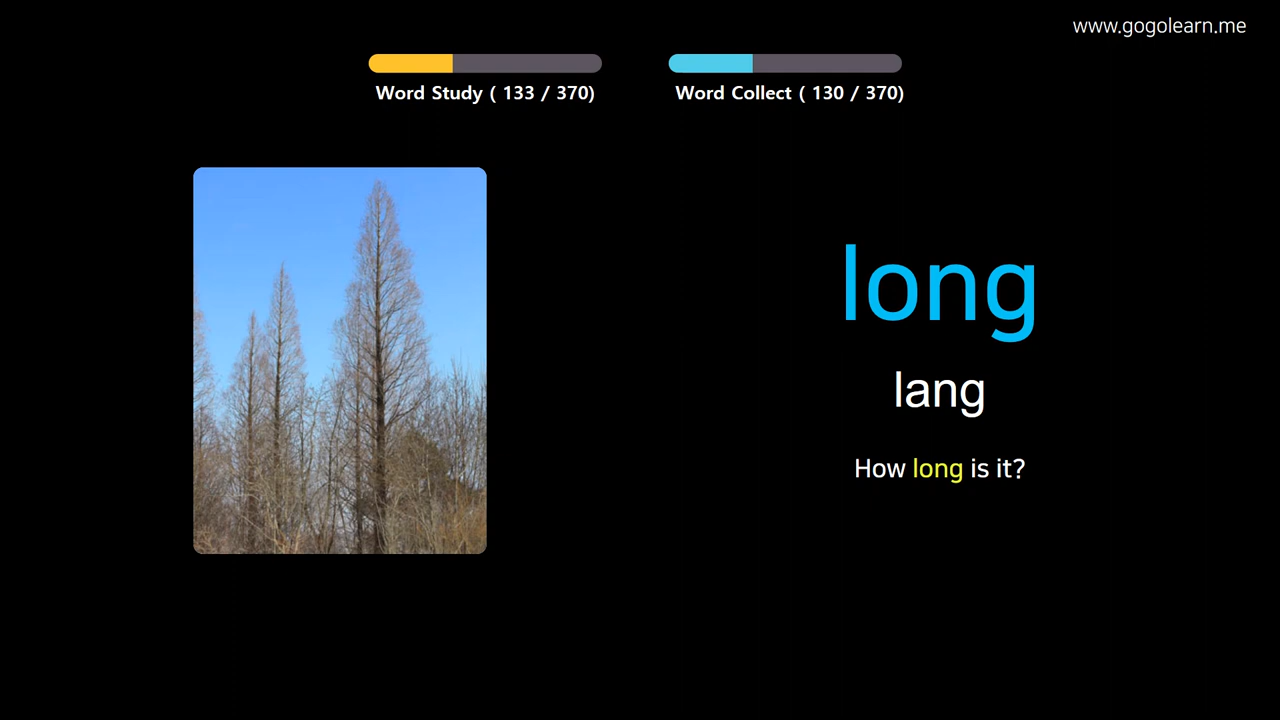 www.gogolearn.me
Word Study ( 133 / 370)
Word Collect ( 130 / 370)
long
lang
How long is it?